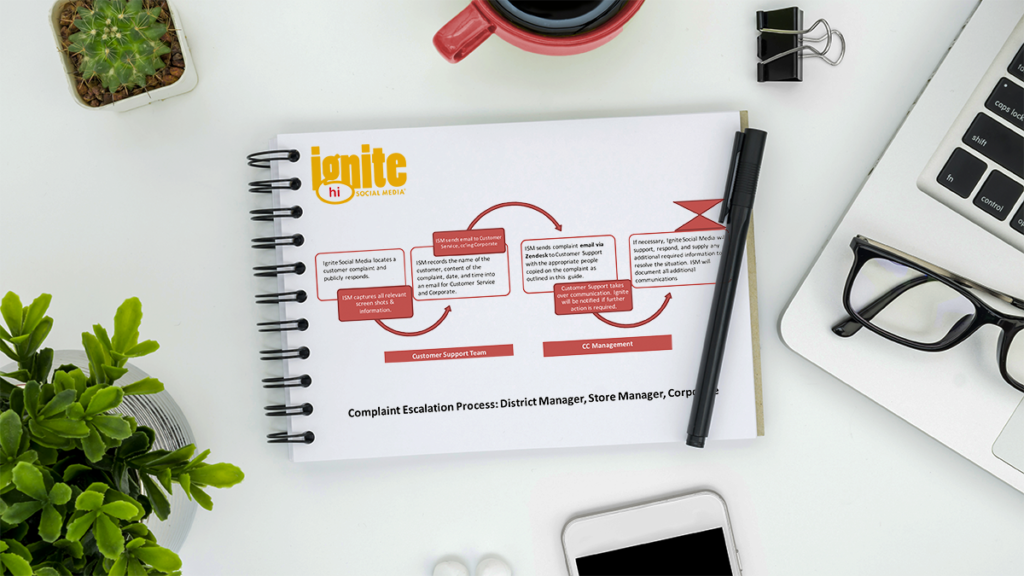 ignite
hi
SOCIAL MEDIA
Ignite Social Media locates a
customer complaint and
publicly responds.
ISM captures all relevant
screen shots &
information.
ISM sends email to Customer
Service, cc'ing Corporate
ISM records the name of the
customer, content of the
complaint, date, and time into
an email for Customer Service
and Corporate.
ISM sends complaint email via
Zendesk to Customer Support
with the appropriate people
copied on the complaint as
outlined in this guide.
Customer Support takes
over communication. Ignite
will be notified if further
action is required.
If necessary, Ignite Social Media
support, respond, and supply any
additional required information to
resolve the situation. ISM will
document all additional
communications.
Customer Support Team
CC Management
Complaint Escalation Process: District Manager, Store Manager,
caps lock
shift
fn
control